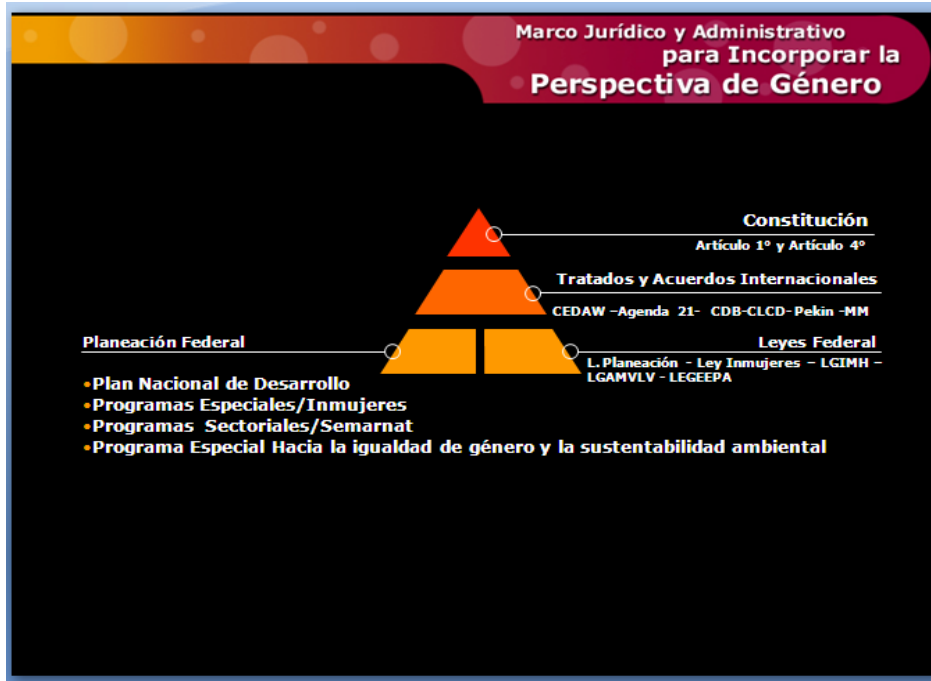 Marco Jurídico y Administrativo
para Incorporar la
Perspectiva de Género
Constitución
Artículo 1º y Artículo 4º
Tratados y Acuerdos Internacionales
CEDAW –Agenda 21- CDB-CLCD-Pekin -MM
Planeación Federal
Leyes Federal
L.Planeación - Ley Inmujeres – LGIMH –
LGAMVLV - LEGEEPA
•Plan Nacional de Desarrollo
•Programas Especiales/Inmujeres
•Programas Sectoriales/Semarnat
•Programa Especial Hacia la igualdad de género y la sustentabilidad ambiental